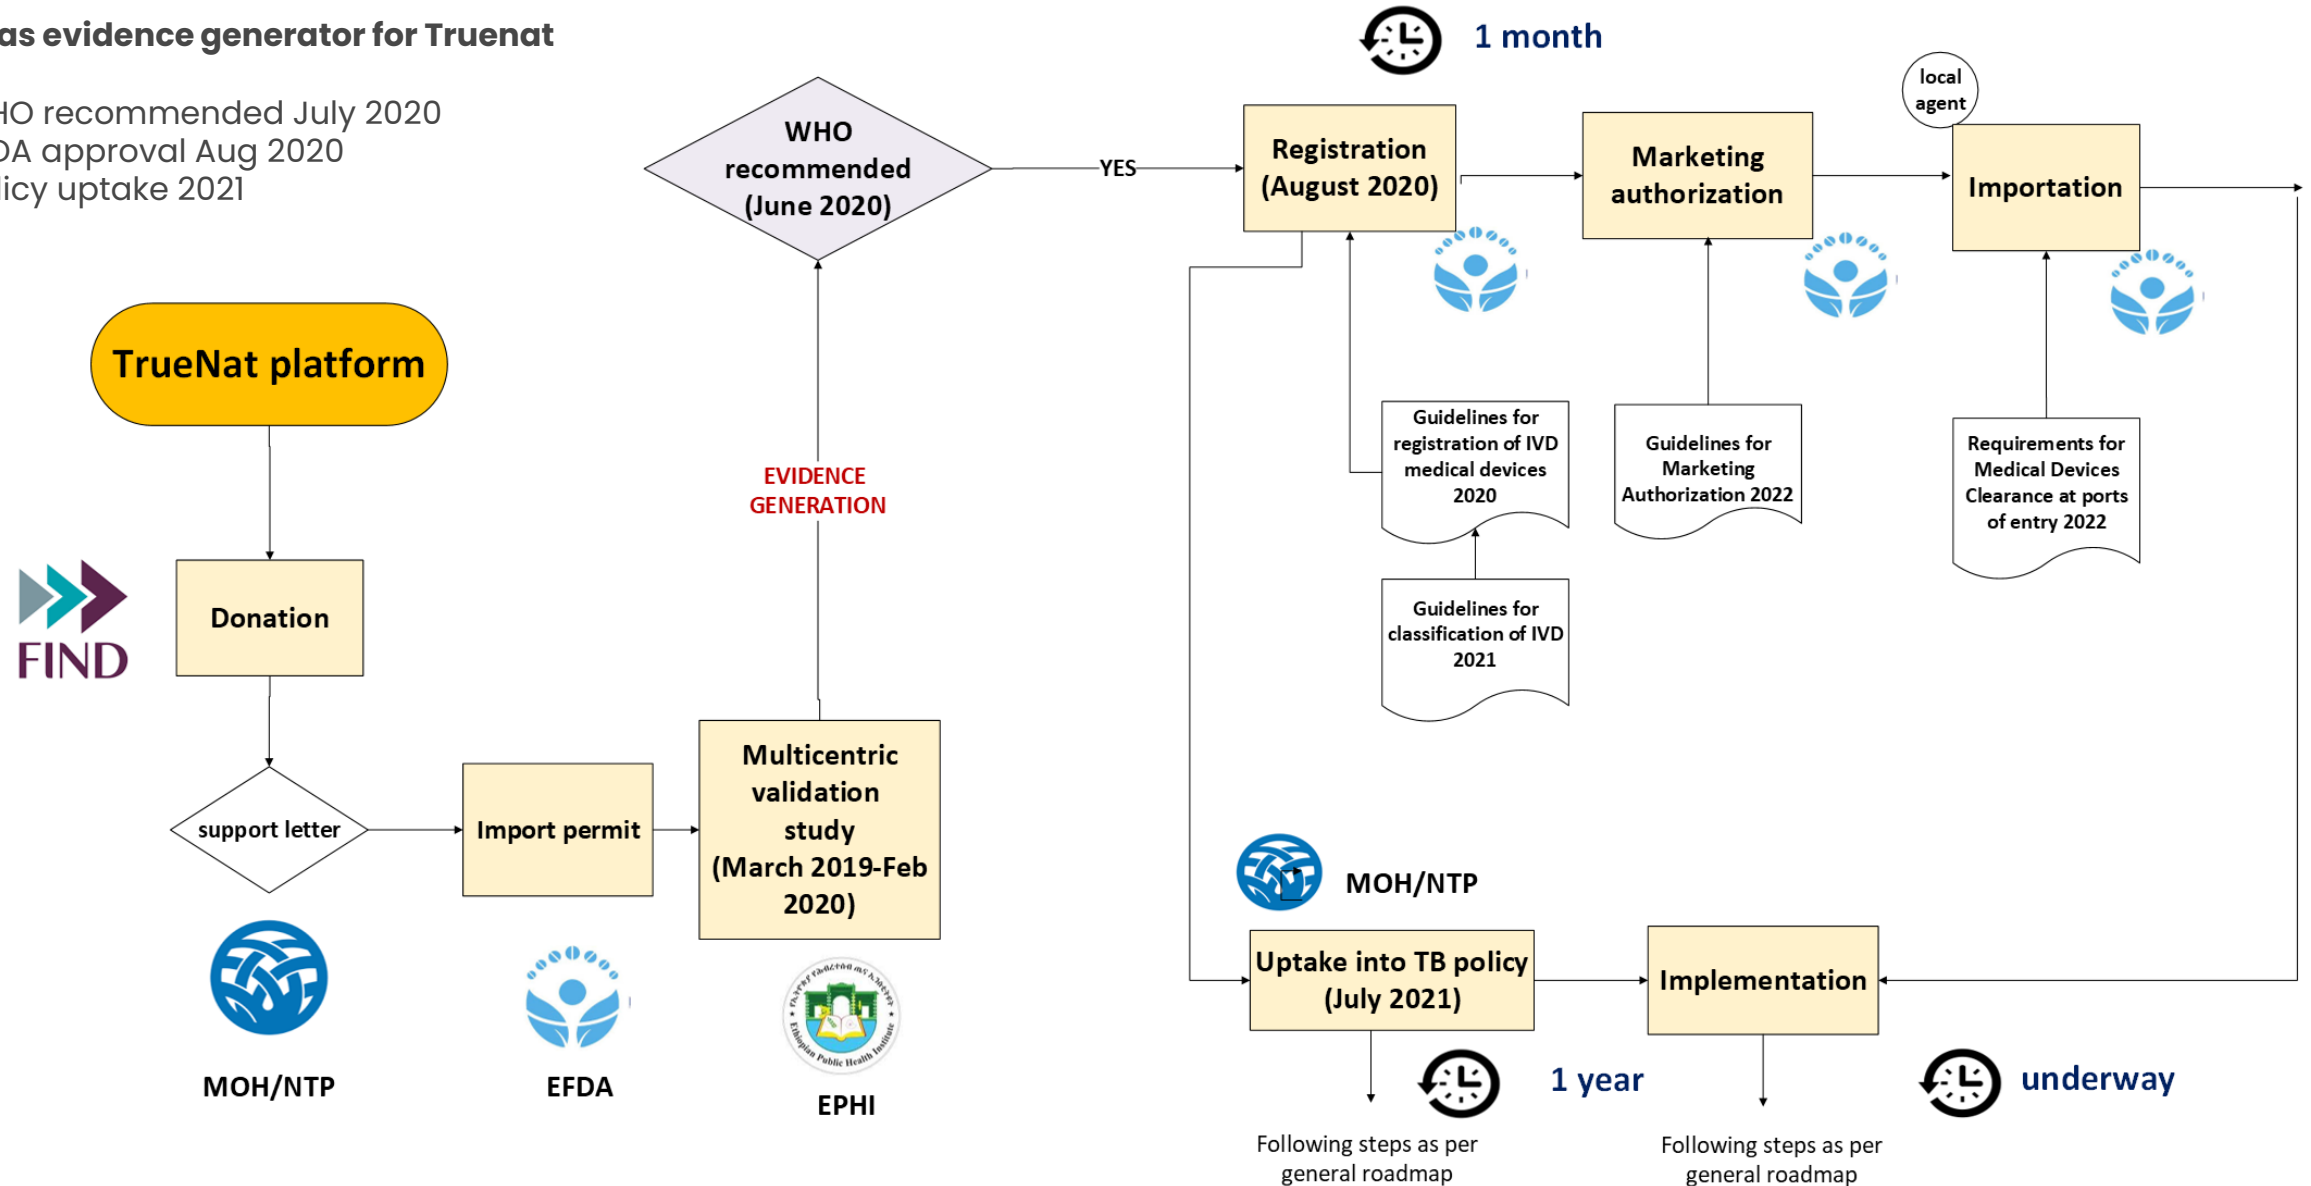 as evidence generator for Truenat
HO recommended July 2020
DA approval Aug 2020
licy uptake 2021
1 month
WHO
recommended
(June 2020)
YES
Registration
(August 2020)
Marketing
authorization
local
agent
Importation
TrueNat platform
EVIDENCE
GENERATION
Guidelines for
registration of IVD
medical devices
2020
Guidelines for
Marketing
Authorization 2022
Requirements for
Medical Devices
Clearance at ports
of entry 2022
Guidelines for
classification of IVD
2021
FIND
Donation
support letter
Import permit
Multicentric
validation
study
(March 2019-Feb
2020)
MOH/NTP
EFDA
Ethiopian Public Health Institute
EPHI
MOH/NTP
Uptake into TB policy
(July 2021)
Implementation
1 year
underway
Following steps as per
general roadmap
Following steps as per
general roadmap